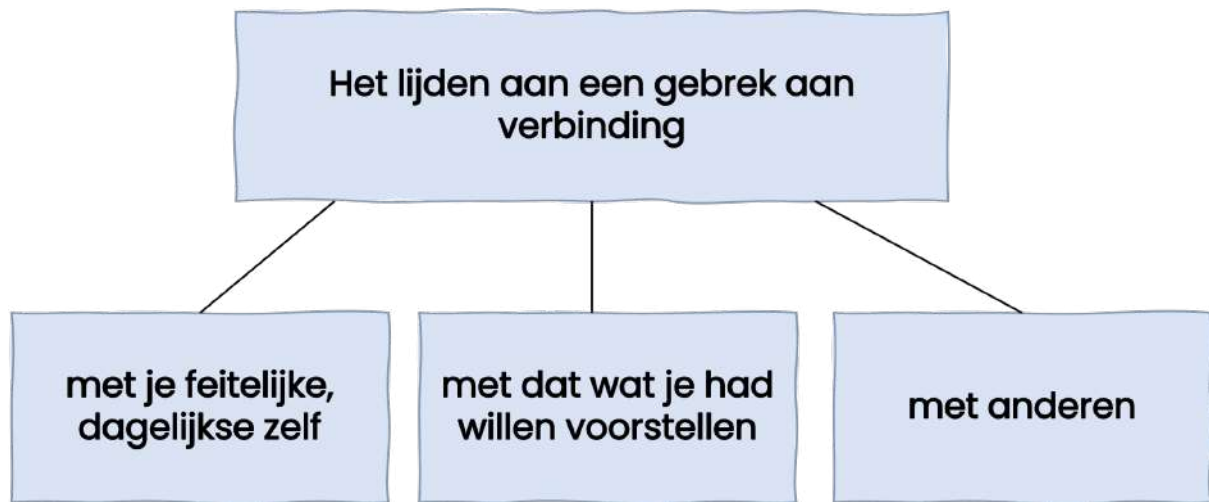 Het lijden aan een gebrek aan
verbinding
met je feitelijke,
dagelijkse zelf
met dat wat je had
willen voorstellen
met anderen